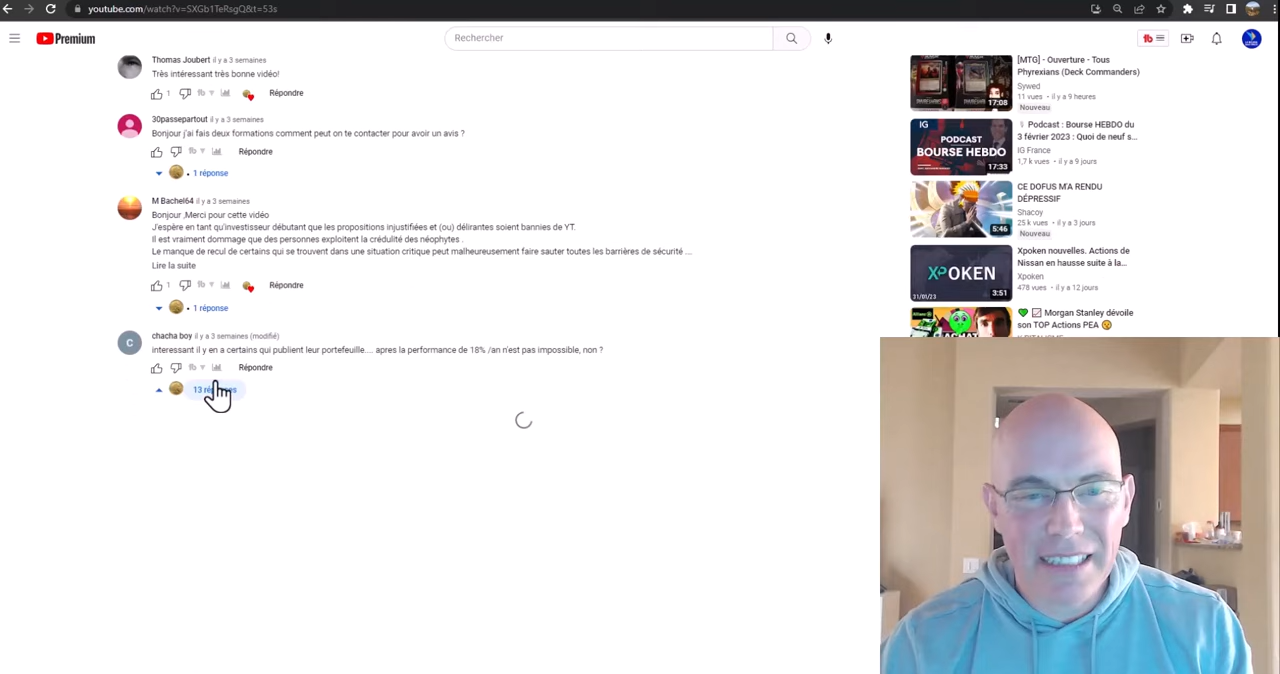 youtube.com/watch?v=SXGb1TeRsgQ&t=53s
Premium
Rechercher
Thomas Joubert il y a 3 semaines
Très intéressant très bonne vidéo!
1
Répondre
30passepartout il y a 3 semaines
Bonjour j'ai fais deux formations comment peut on te contacter pour avoir un avis ?
Répondre
• 1 réponse
M Bachel64 il y a 3 semaines
Bonjour ,Merci pour cette vidéo
J'espère en tant qu'investisseur débutant que les propositions injustifiées et (ou) délirantes soient bannies de YT.
Il est vraiment dommage que des personnes exploitent la crédulité des néophytes .
Le manque de recul de certains qui se trouvent dans une situation critique peut malheureusement faire sauter toutes les barrières de sécurité ...
Lire la suite
1
Répondre
• 1 réponse
C
chacha boy il y a 3 semaines (modifié)
interessant il y en a certains qui publient leur portefeuille.... apres la performance de 18% /an n'est pas impossible, non ?
Répondre
13 réponses
[MTG] - Ouverture - Tous
Phyrexians (Deck Commanders)
Sywed
11 vues • il y a 9 heures
Nouveau
17:08
IG
PODCAST
BOURSE HEBDO
17:33
Podcast : Bourse HEBDO du
3 février 2023 : Quoi de neuf s...
IG France
1,7 k vues • il y a 9 jours
5:46
CE DOFUS M'A RENDU
DÉPRESSIF
Shacoy
25 k vues • il y a 3 jours
Nouveau
XPOKEN
31/01/23
3:51
Xpoken nouvelles. Actions de
Nissan en hausse suite à la...
Xpoken
478 vues • il y a 12 jours
Allianz
Morgan Stanley dévoile
son TOP Actions PEA